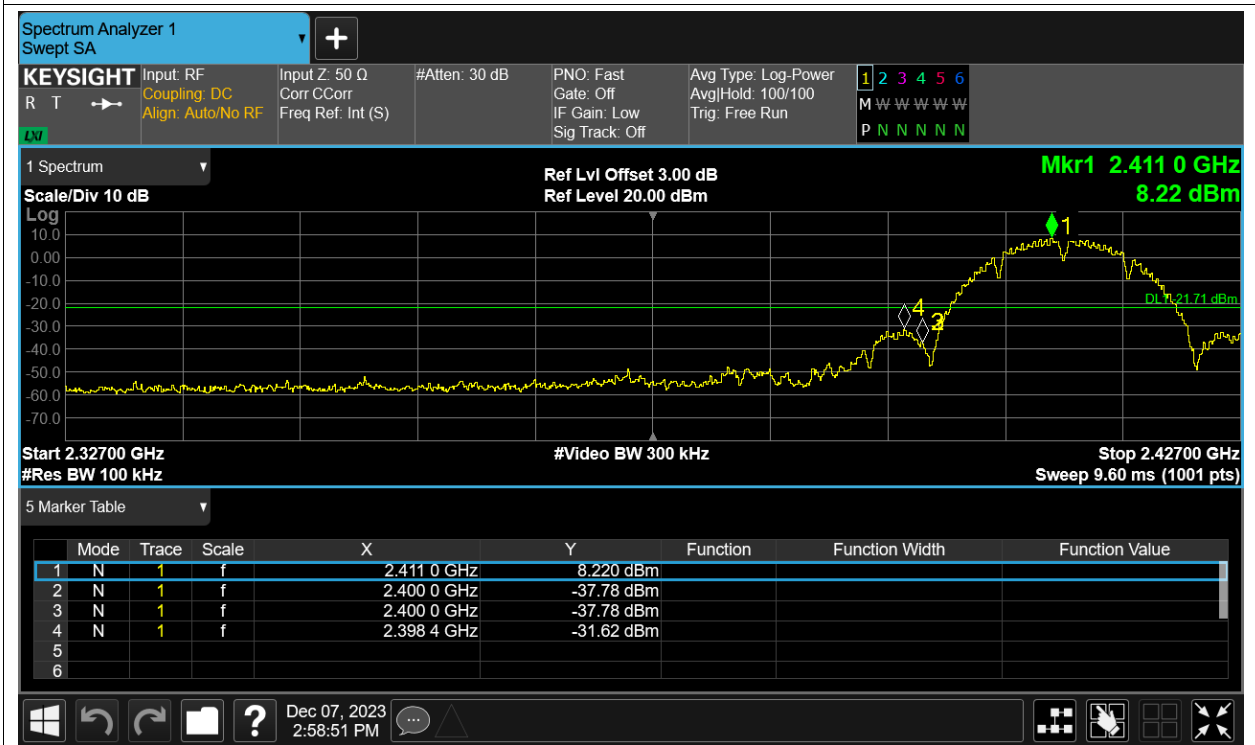 Spectrum Analyzer 1
Swept SA
+
KEYSIGHT Input: RF Input Z: 50 Ω #Atten: 30 dB PNO: Fast Avg Type: Log-Power 1 2 3 4 5 6
R T Coupling: DC Corr CCorr Gate: Off Avg|Hold: 100/100 M W W W W W
Align: Auto/No RF Freq Ref: Int (S) IF Gain: Low Trig: Free Run
LXI Sig Track: Off P N N N N N
1 Spectrum Ref Lvl Offset 3.00 dB Mkr1 2.411 0 GHz
Scale/Div 10 dB Ref Level 20.00 dBm 8.22 dBm
Log
10.0
0.00
-10.0
-20.0
-30.0
-40.0
-50.0
-60.0
-70.0
1
DL1 -21.71 dBm
4
Start 2.32700 GHz #Video BW 300 kHz Stop 2.42700 GHz
#Res BW 100 kHz Sweep 9.60 ms (1001 pts)
5 Marker Table
Mode Trace Scale X Y Function Function Width Function Value
1 N 1 f 2.411 0 GHz 8.220 dBm
2 N 1 f 2.400 0 GHz -37.78 dBm
3 N 1 f 2.400 0 GHz -37.78 dBm
4 N 1 f 2.398 4 GHz -31.62 dBm
5
6
? Dec 07, 2023
2:58:51 PM